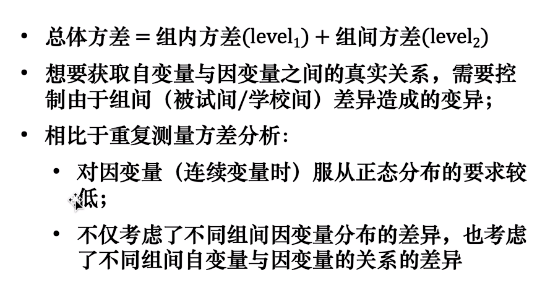 • 总体方差 = 组内方差(level₁) + 组间方差(level₂)
• 想要获取自变量与因变量之间的真实关系，需要控
制由于组间（被试间/学校间）差异造成的变异；
• 相比于重复测量方差分析：
• 对因变量（连续变量时）服从正态分布的要求较
低；
• 不仅考虑了不同组间因变量分布的差异，也考虑
了不同组间自变量与因变量的关系的差异